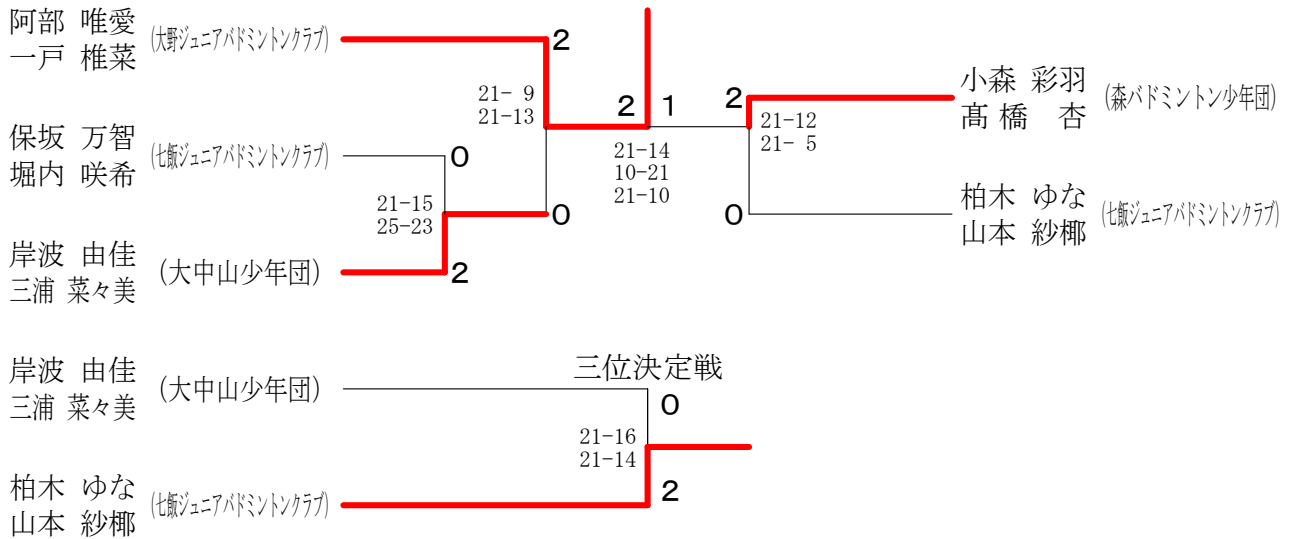 阿部 唯愛
一戸 椎菜
(大野ジュニアバドミントンクラブ)
2
21- 9
21-13
2
1
2
小森 彩羽
髙橋 杏
(森バドミントン少年団)
21-12
21- 5
保坂 万智
堀内 咲希
(七飯ジュニアバドミントンクラブ)
0
21-14
10-21
21-10
21-15
25-23
0
0
柏木 ゆな
山本 紗椰
(七飯ジュニアバドミントンクラブ)
岸波 由佳
三浦 菜々美
(大中山少年団)
2
岸波 由佳
三浦 菜々美
(大中山少年団)
三位決定戦
0
21-16
21-14
柏木 ゆな
山本 紗椰
(七飯ジュニアバドミントンクラブ)
2